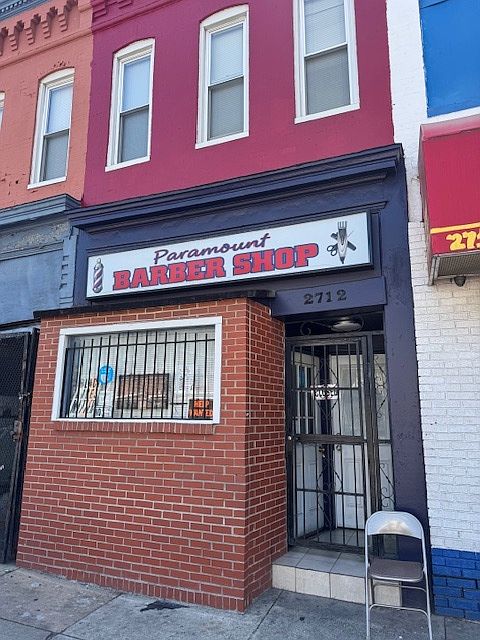 Paramount
BARBER SHOP
2712
HELP
WANTED
27